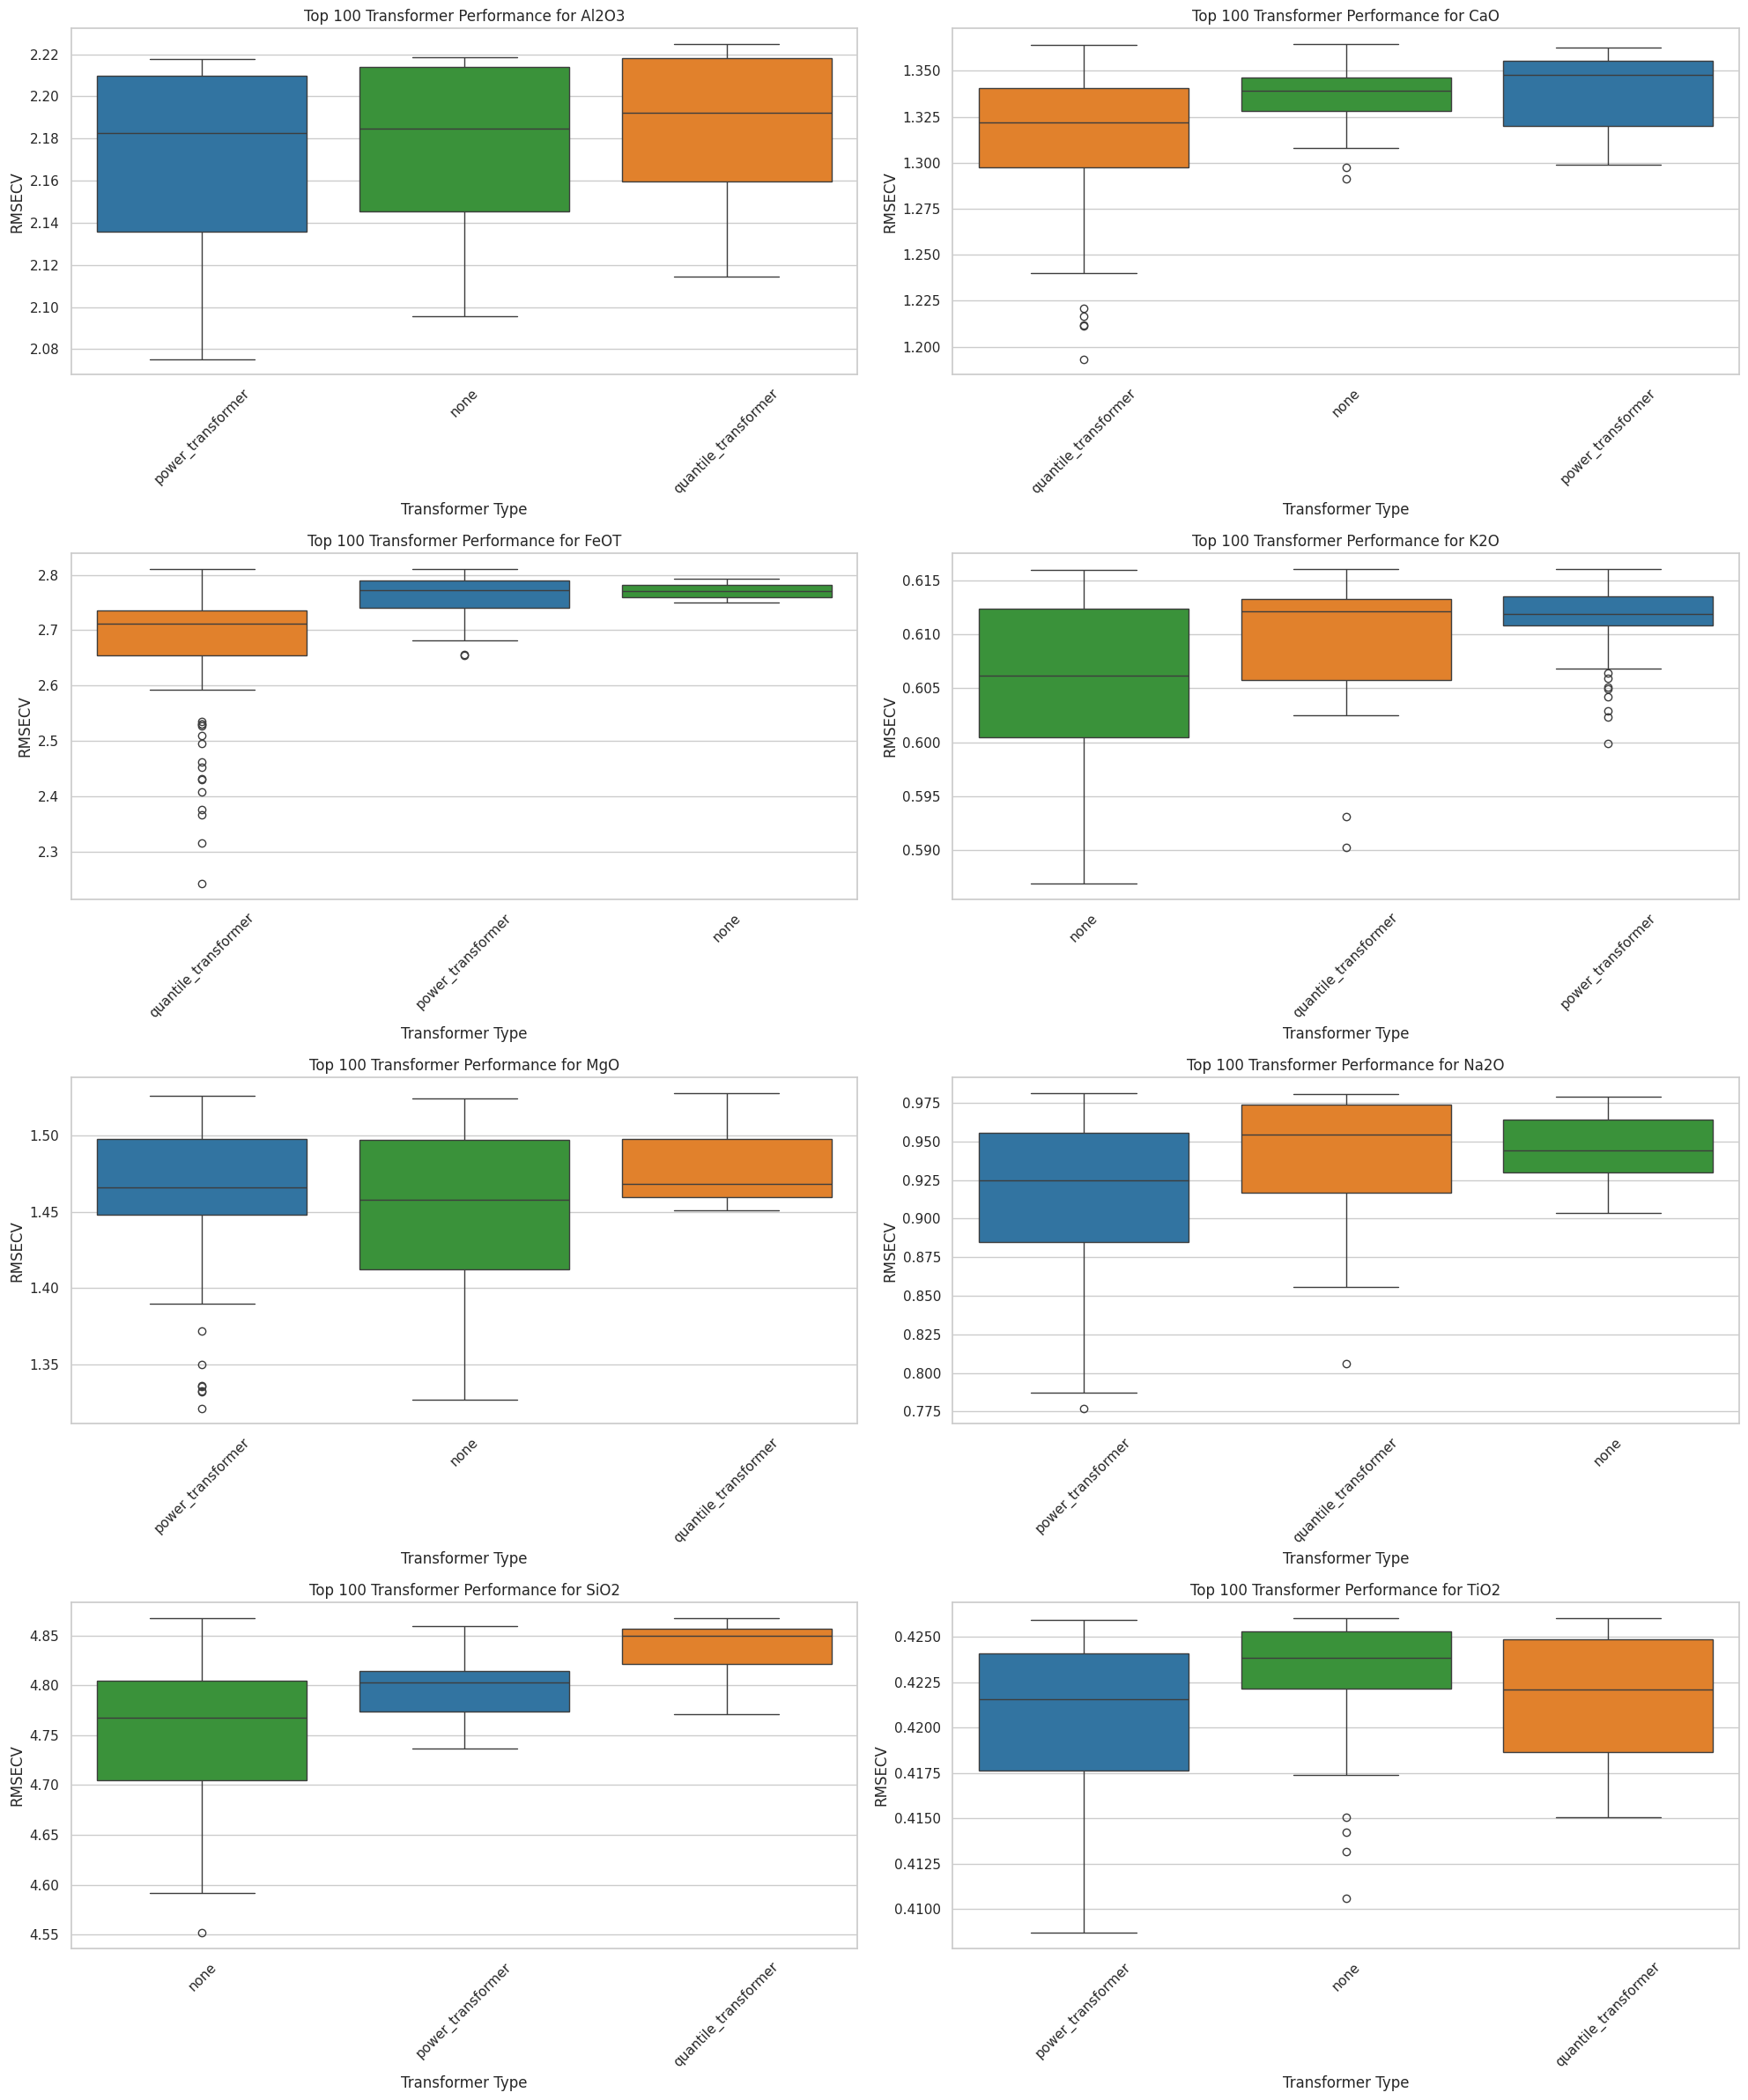 Top 100 Transformer Performance for Al2O3
RMSECV
2.22
2.20
2.18
2.16
2.14
2.12
2.10
2.08
power_transformer
none
quantile_transformer
Transformer Type
Top 100 Transformer Performance for CaO
RMSECV
1.350
1.325
1.300
1.275
1.250
1.225
1.200
quantile_transformer
none
power_transformer
Transformer Type
Top 100 Transformer Performance for FeOT
RMSECV
2.8
2.7
2.6
2.5
2.4
2.3
quantile_transformer
power_transformer
none
Transformer Type
Top 100 Transformer Performance for K2O
RMSECV
0.615
0.610
0.605
0.600
0.595
0.590
none
quantile_transformer
power_transformer
Transformer Type
Top 100 Transformer Performance for MgO
RMSECV
1.50
1.45
1.40
1.35
power_transformer
none
quantile_transformer
Transformer Type
Top 100 Transformer Performance for Na2O
RMSECV
0.975
0.950
0.925
0.900
0.875
0.850
0.825
0.800
0.775
power_transformer
quantile_transformer
none
Transformer Type
Top 100 Transformer Performance for SiO2
RMSECV
4.85
4.80
4.75
4.70
4.65
4.60
4.55
none
power_transformer
quantile_transformer
Transformer Type
Top 100 Transformer Performance for TiO2
RMSECV
0.4250
0.4225
0.4200
0.4175
0.4150
0.4125
0.4100
power_transformer
none
quantile_transformer
Transformer Type